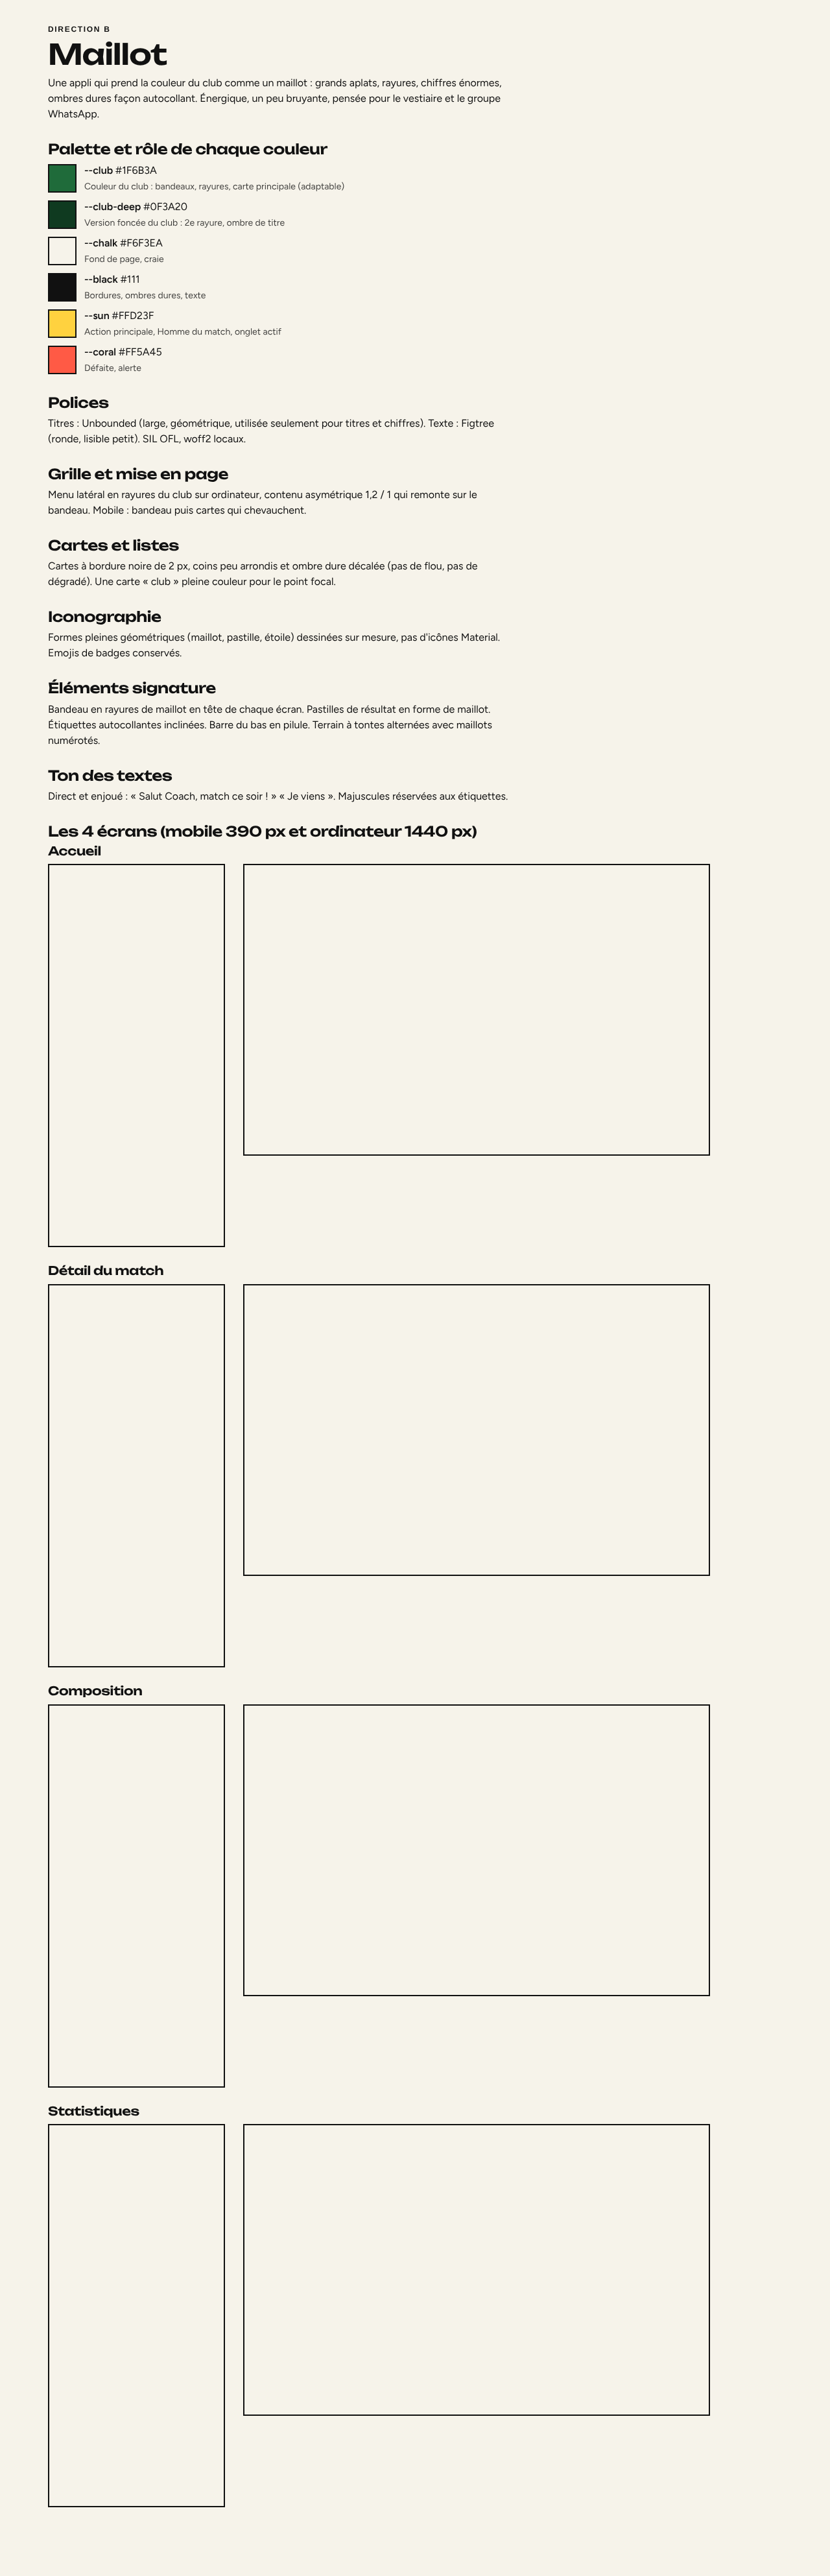 DIRECTION B
Maillot
Une appli qui prend la couleur du club comme un maillot : grands aplats, rayures, chiffres énormes,
ombres dures façon autocollant. Énergique, un peu bruyante, pensée pour le vestiaire et le groupe
WhatsApp.
Palette et rôle de chaque couleur
--club #1F6B3A
Couleur du club : bandeaux, rayures, carte principale (adaptable)
--club-deep #0F3A20
Version foncée du club : 2e rayure, ombre de titre
--chalk #F6F3EA
Fond de page, craie
--black #111
Bordures, ombres dures, texte
--sun #FFD23F
Action principale, Homme du match, onglet actif
--coral #FF5A45
Défaite, alerte
Polices
Titres : Unbounded (large, géométrique, utilisée seulement pour titres et chiffres). Texte : Figtree
(ronde, lisible petit). SIL OFL, woff2 locaux.
Grille et mise en page
Menu latéral en rayures du club sur ordinateur, contenu asymétrique 1,2 / 1 qui remonte sur le
bandeau. Mobile : bandeau puis cartes qui chevauchent.
Cartes et listes
Cartes à bordure noire de 2 px, coins peu arrondis et ombre dure décalée (pas de flou, pas de
dégradé). Une carte « club » pleine couleur pour le point focal.
Iconographie
Formes pleines géométriques (maillot, pastille, étoile) dessinées sur mesure, pas d'icônes Material.
Emojis de badges conservés.
Éléments signature
Bandeau en rayures de maillot en tête de chaque écran. Pastilles de résultat en forme de maillot.
Étiquettes autocollantes inclinées. Barre du bas en pilule. Terrain à tontes alternées avec maillots
numérotés.
Ton des textes
Direct et enjoué : « Salut Coach, match ce soir ! » « Je viens ». Majuscules réservées aux étiquettes.
Les 4 écrans (mobile 390 px et ordinateur 1440 px)
Accueil
Détail du match
Composition
Statistiques